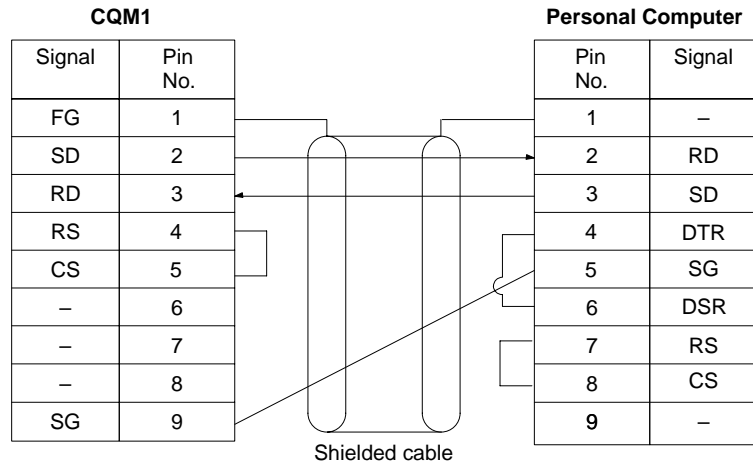 CQM1 Personal Computer
Signal Pin No. Pin No. Signal
FG 1 1 –
SD 2 2 RD
RD 3 3 SD
RS 4 4 DTR
CS 5 5 SG
– 6 6 DSR
– 7 7 RS
– 8 8 CS
SG 9 9 –
Shielded cable